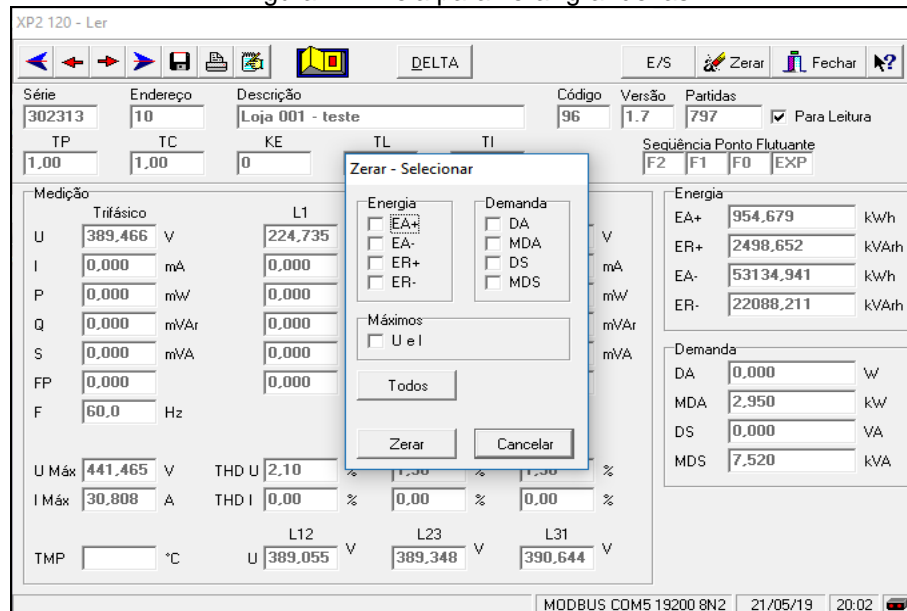 XP2 120 - Ler
DELTA E/S Zerar Fechar
Série Endereço Descrição Código Versão Partidas
302313 10 Loja 001 - teste 96 1.7 797 Para Leitura
TP TC KE TL TI Seqüência Ponto Flutuante
1,00 1,00 0 F2 F1 F0 EXP
Zerar - Selecionar
Energia Demanda
EA+ DA
EA- MDA
ER+ DS
ER- MDS
Máximos
U e I
Todos
Zerar Cancelar
Medição
Trifásico L1
U 389,466 V 224,735 V
I 0,000 mA 0,000 mA
P 0,000 mW 0,000 mW
Q 0,000 mVAr 0,000 mVAr
S 0,000 mVA 0,000 mVA
FP 0,000 0,000
F 60,0 Hz
U Máx 441,465 V THD U 2,10 % % %
I Máx 30,808 A THD I 0,00 % 0,00 % 0,00 %
L12 L23 L31
TMP °C U 389,055 V 389,348 V 390,644 V
Energia
EA+ 954,679 kWh
ER+ 2498,652 kVArh
EA- 53134,941 kWh
ER- 22088,211 kVArh
Demanda
DA 0,000 W
MDA 2,950 kW
DS 0,000 VA
MDS 7,520 kVA
MODBUS COM5 19200 8N2 21/05/19 20:02